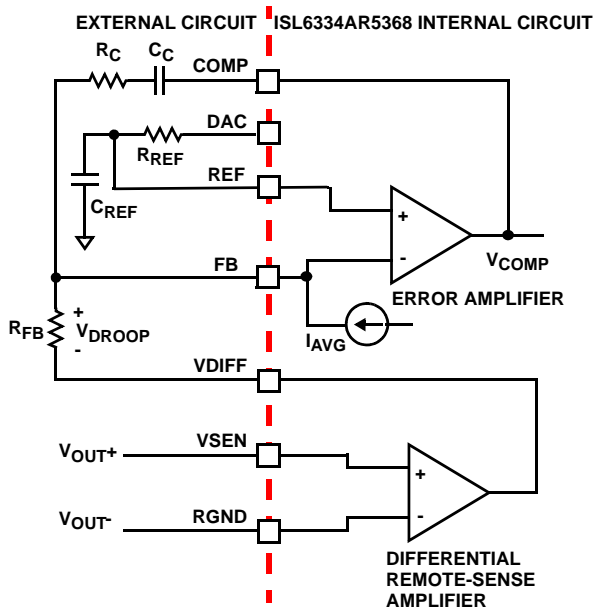 EXTERNAL CIRCUIT
ISL6334AR5368 INTERNAL CIRCUIT
RC
CC
COMP
DAC
RREF
REF
CREF
+
-
VCOMP
FB
ERROR AMPLIFIER
IAVG
RFB
+
VDROOP
-
VDIFF
VOUT+
VSEN
+
VOUT-
RGND
-
DIFFERENTIAL
REMOTE-SENSE
AMPLIFIER